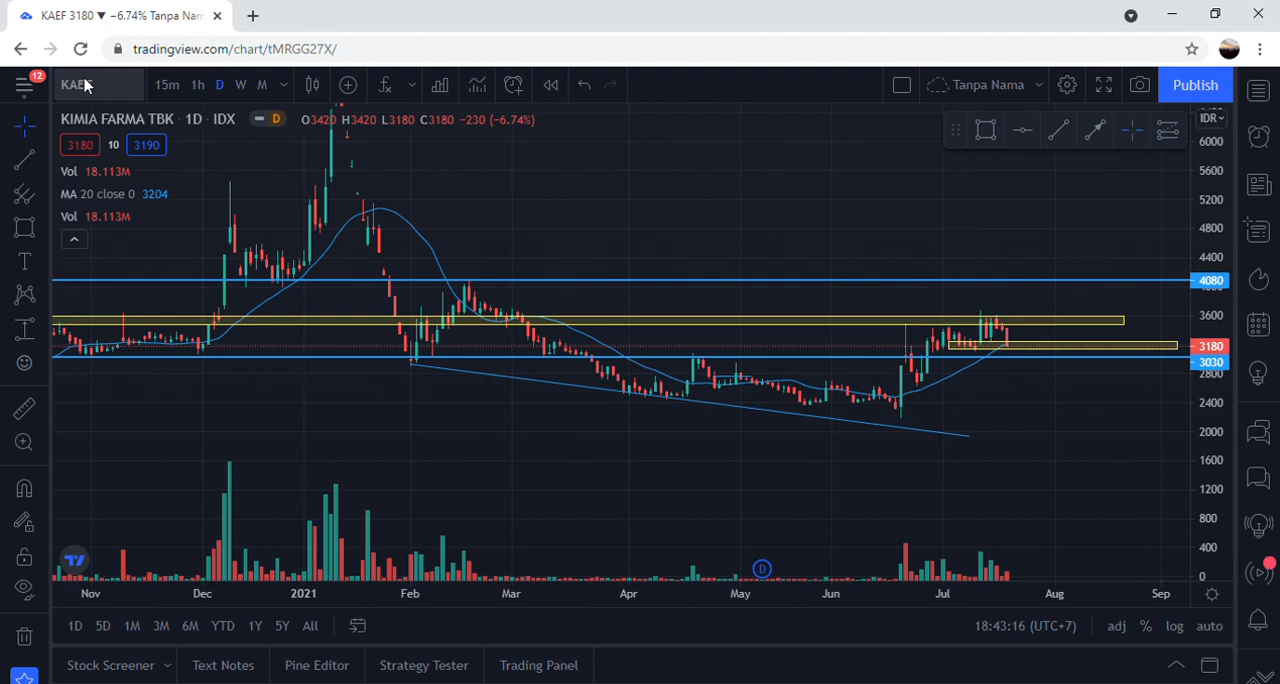 KAEF 3180 ▼ −6.74% Tanpa Nam
tradingview.com/chart/tMRGG27X/
12
15m 1h D W M
Tanpa Nama
Publish
KIMIA FARMA TBK · 1D · IDX
D
O3420 H3420 L3180 C3180 −230 (−6.74%)
IDR
3180 10 3190
Vol 18.113M
MA 20 close 0 3204
Vol 18.113M
6000
5600
5200
4800
4400
4080
3600
3180
3030
2800
2400
2000
1600
1200
800
400
0
D
Nov Dec 2021 Feb Mar Apr May Jun Jul Aug Sep
1D 5D 1M 3M 6M YTD 1Y 5Y All
18:43:16 (UTC+7) adj % log auto
Stock Screener Text Notes Pine Editor Strategy Tester Trading Panel